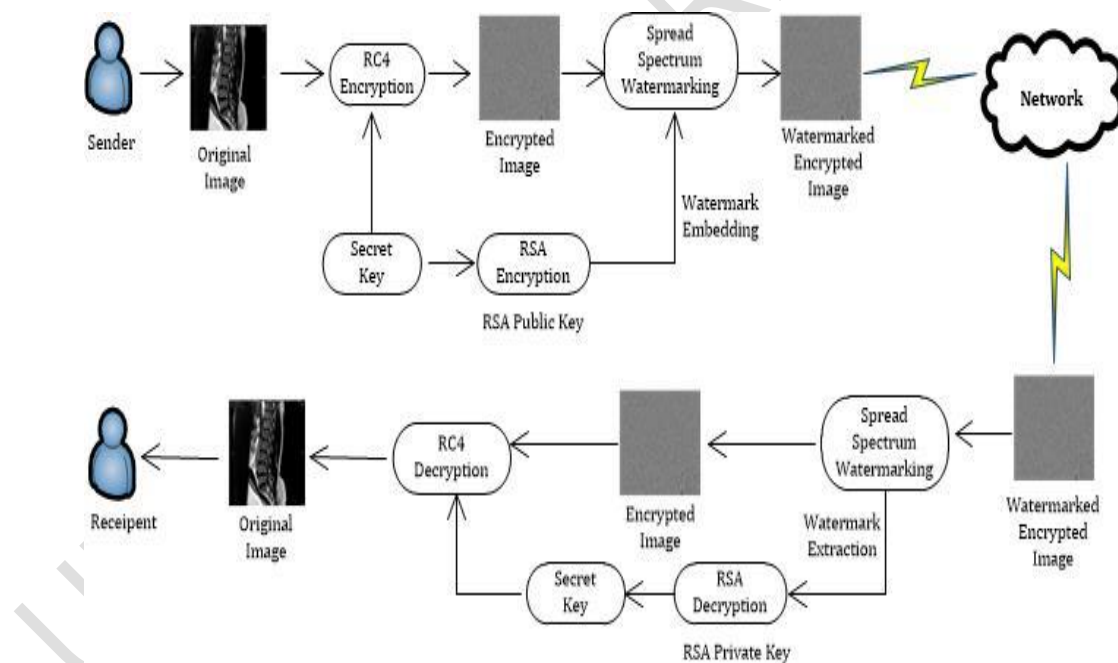 Sender
Original
Image
RC4
Encryption
Encrypted
Image
Spread
Spectrum
Watermarking
Watermarked
Encrypted
Image
Network
Secret
Key
RSA
Encryption
RSA Public Key
Watermark
Embedding
Receipent
Original
Image
RC4
Decryption
Encrypted
Image
Spread
Spectrum
Watermarking
Watermarked
Encrypted
Image
Watermark
Extraction
Secret
Key
RSA
Decryption
RSA Private Key